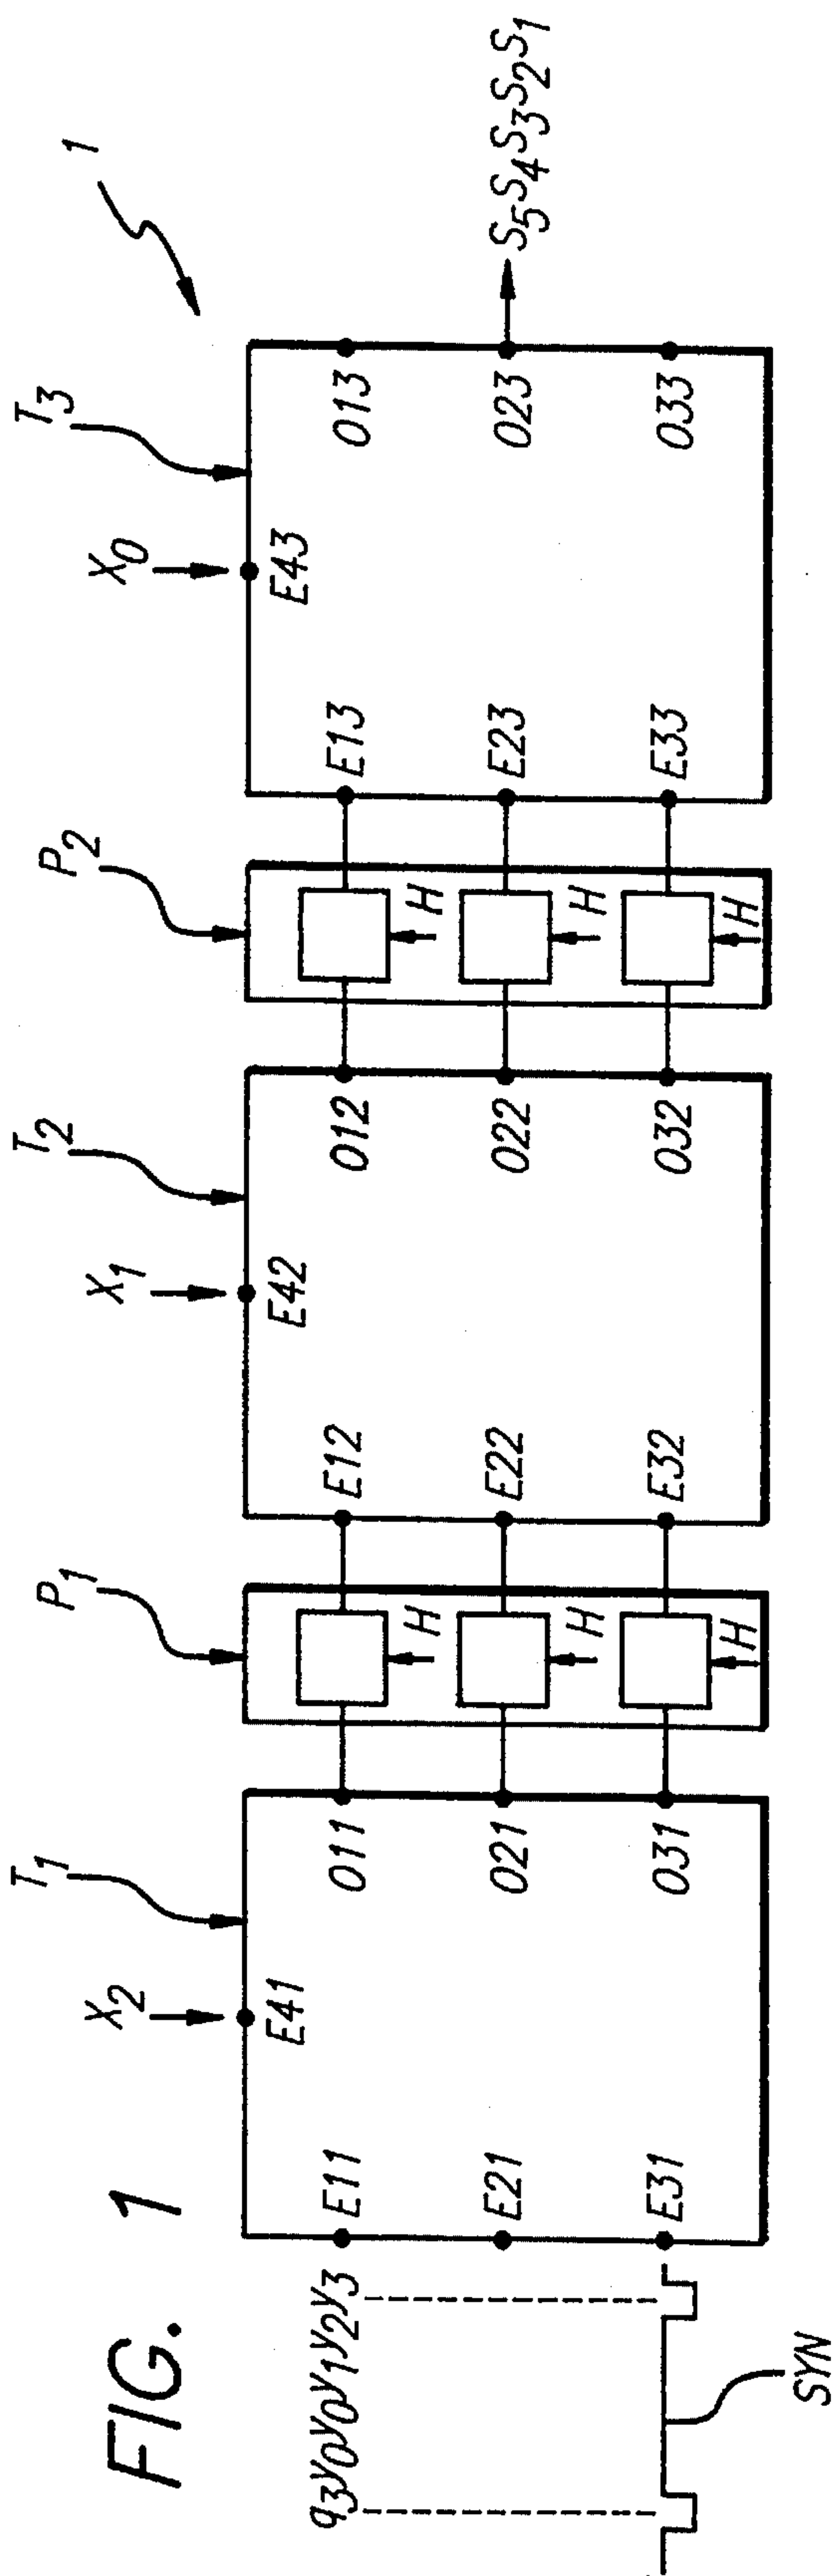 FIG. 1
1
T₁
T₂
T₃
X₂
P₁
X₁
P₂
X₀
E41
E42
E43
E11
O11
H
E12
O12
H
E13
O13
q₃y₀y₀y₁y₂y₃
E21
O21
H
E22
O22
H
E23
O23
S₅S₄S₃S₂S₁
E31
O31
H
E32
O32
H
E33
O33
SYN